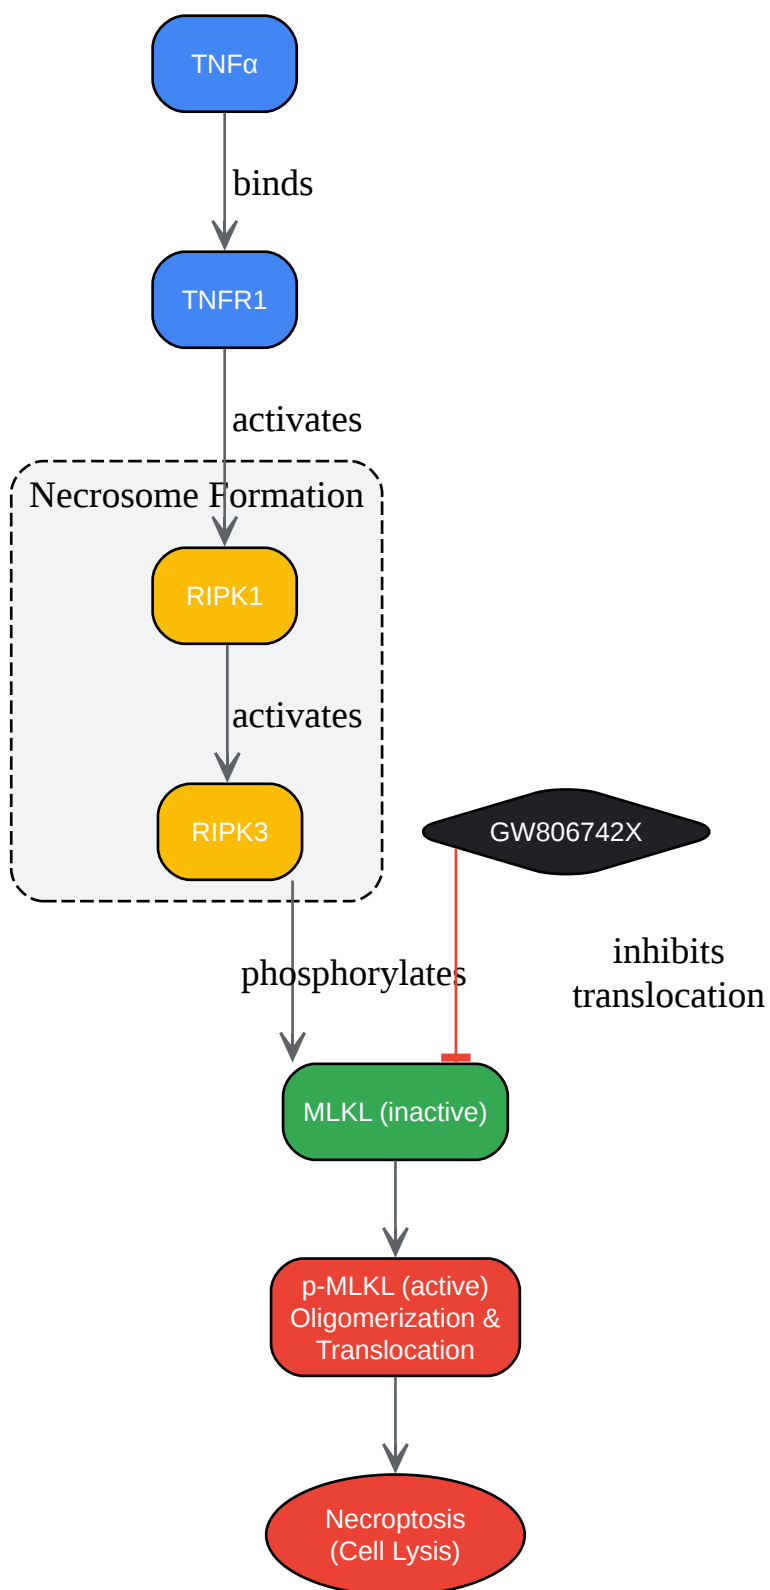 TNFα
binds
TNFR1
activates
Necrosome Formation
RIPK1
activates
RIPK3
GW806742X
phosphorylates
inhibits
translocation
MLKL (inactive)
p-MLKL (active)
Oligomerization &
Translocation
Necroptosis
(Cell Lysis)